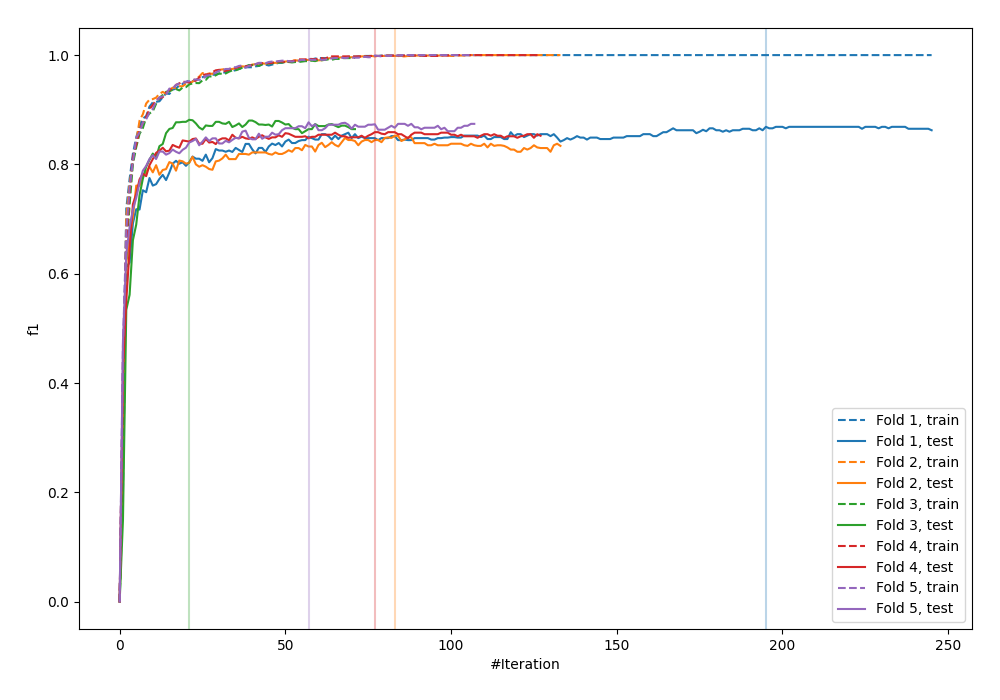 1.0
0.8
0.6
0.4
0.2
0.0
f1
0
50
100
150
200
250
#Iteration
Fold 1, train
Fold 1, test
Fold 2, train
Fold 2, test
Fold 3, train
Fold 3, test
Fold 4, train
Fold 4, test
Fold 5, train
Fold 5, test